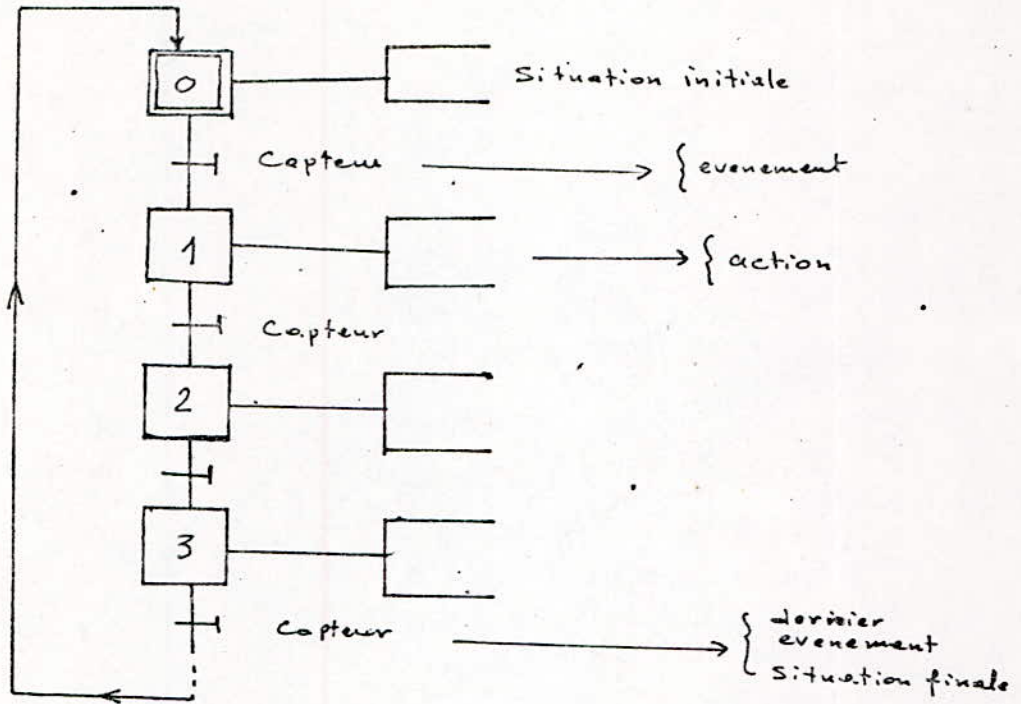 0
Situation initiale
Capteur
{ evenement
1
{ action
Capteur
2
3
Capteur
{ dernier
evenement
Situation finale